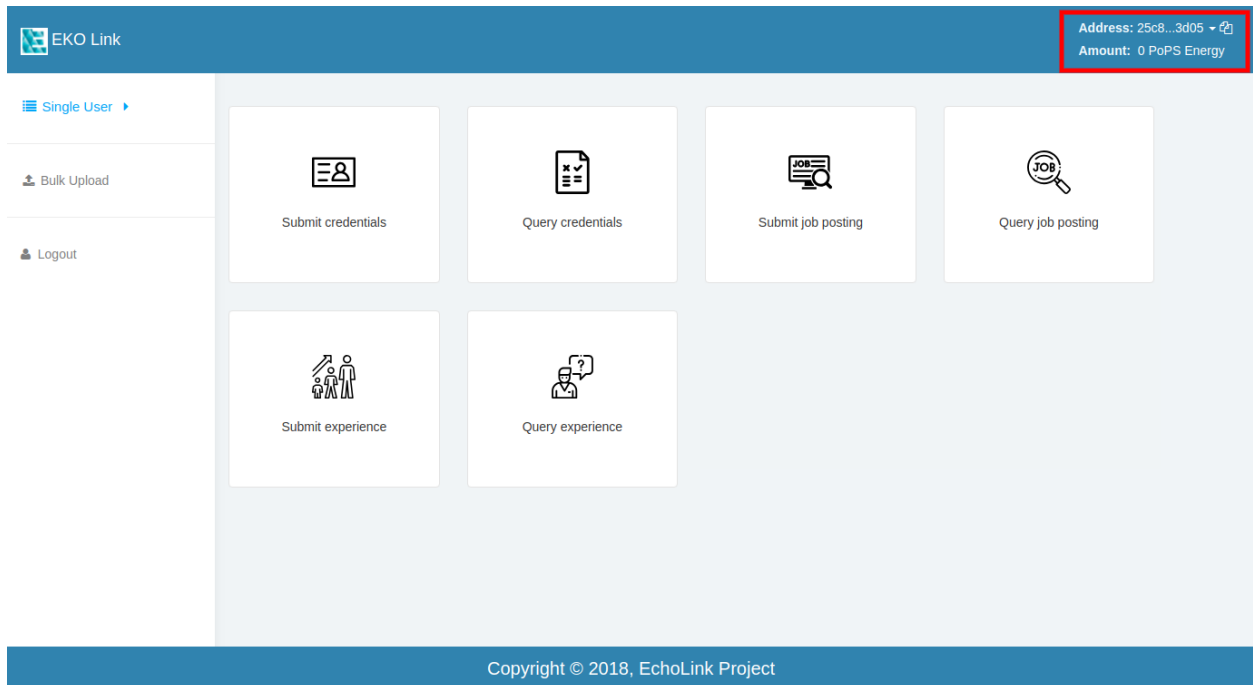 EKO Link
Address: 25c8...3d05
Amount: 0 PoPS Energy
Single User
Bulk Upload
Logout
Submit credentials
Query credentials
JOB
Submit job posting
JOB
Query job posting
Submit experience
?
Query experience
Copyright © 2018, EchoLink Project